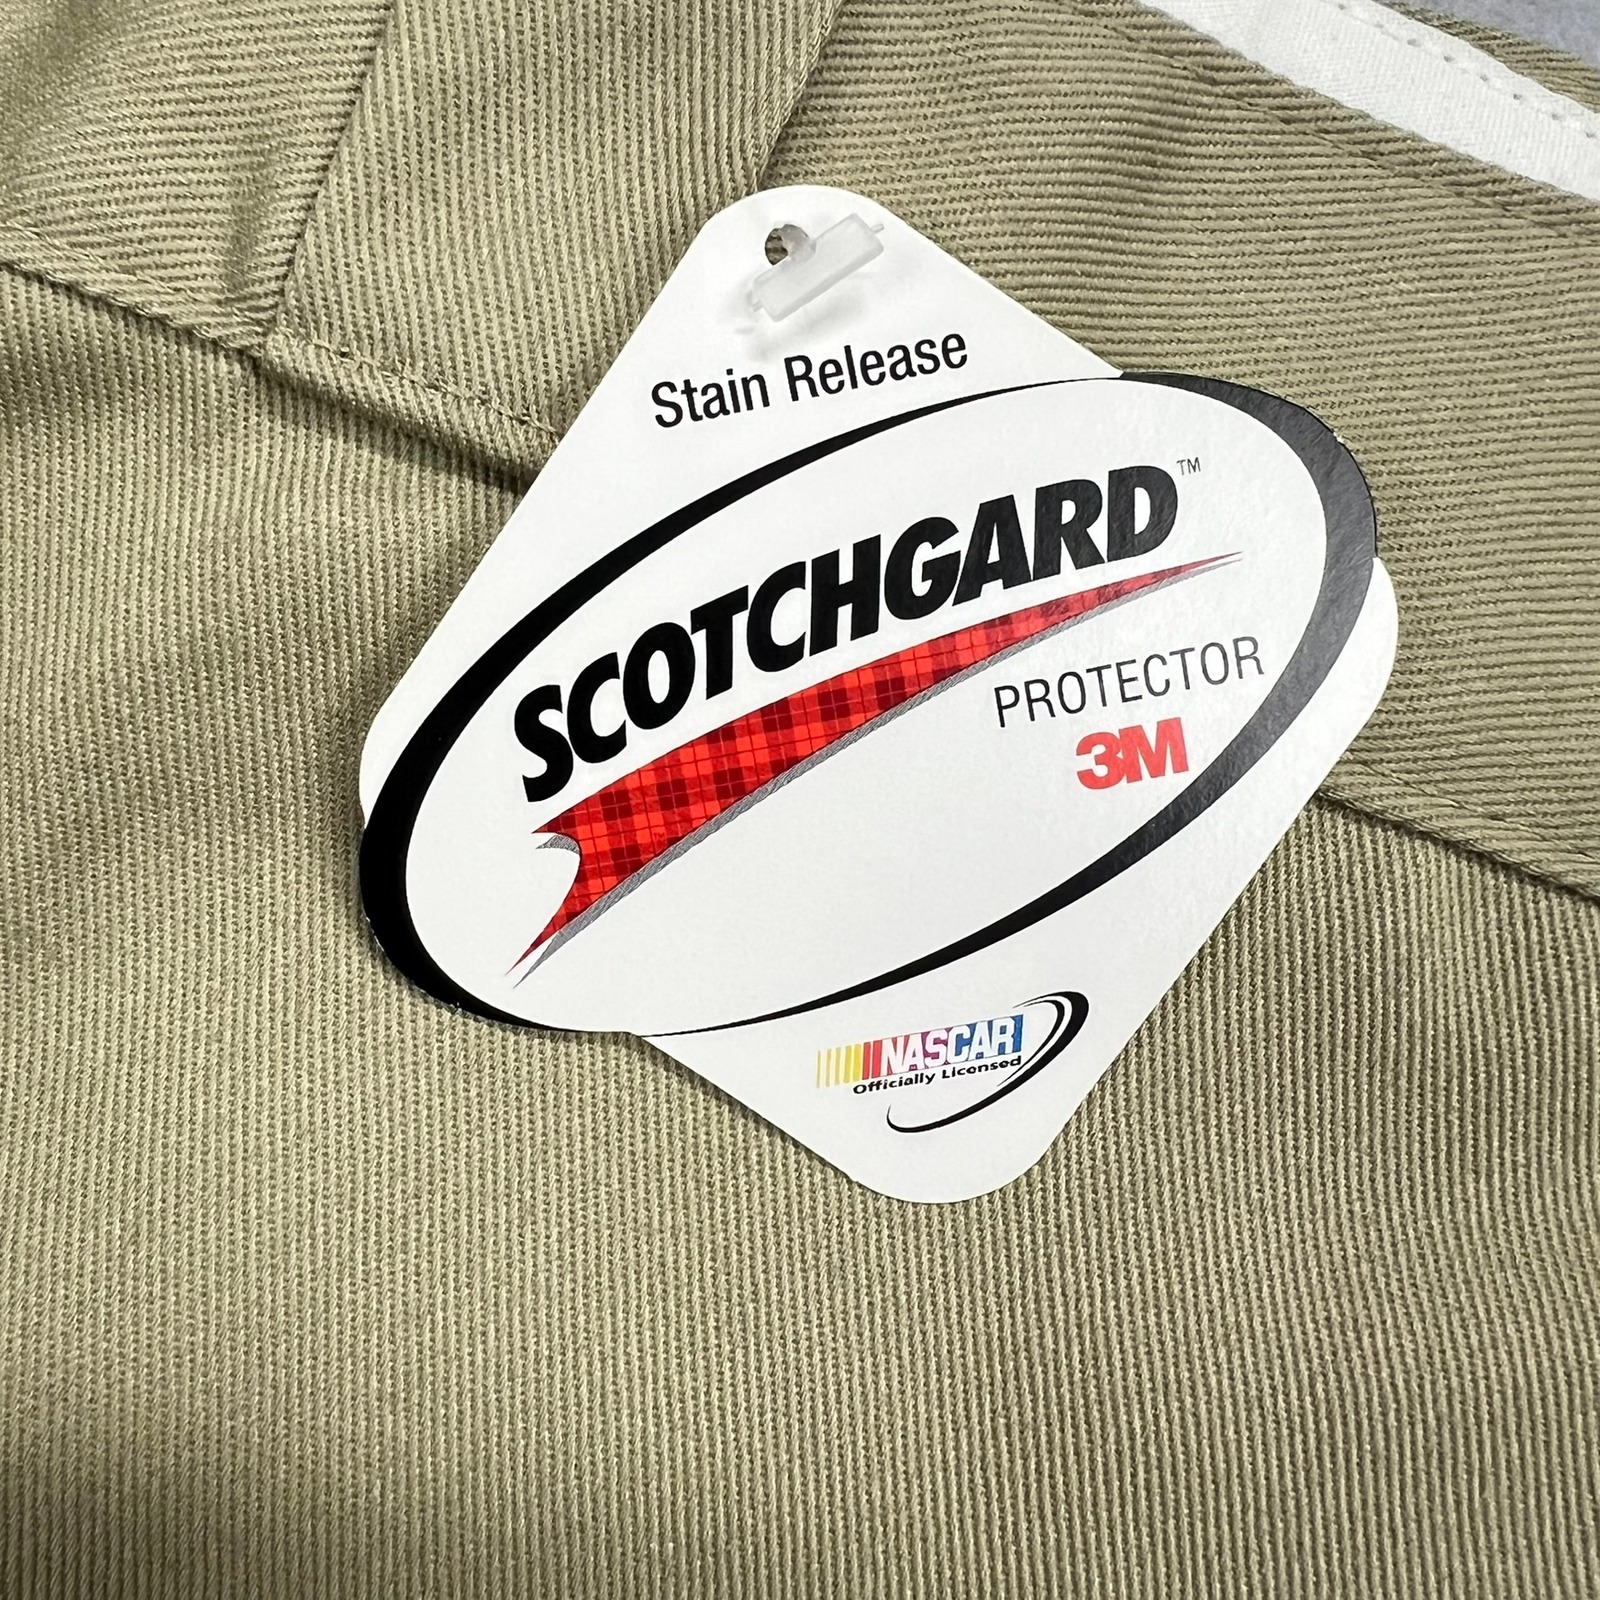 Stain Release
SCOTCHGARD™
PROTECTOR
3M
NASCAR
Officially Licensed